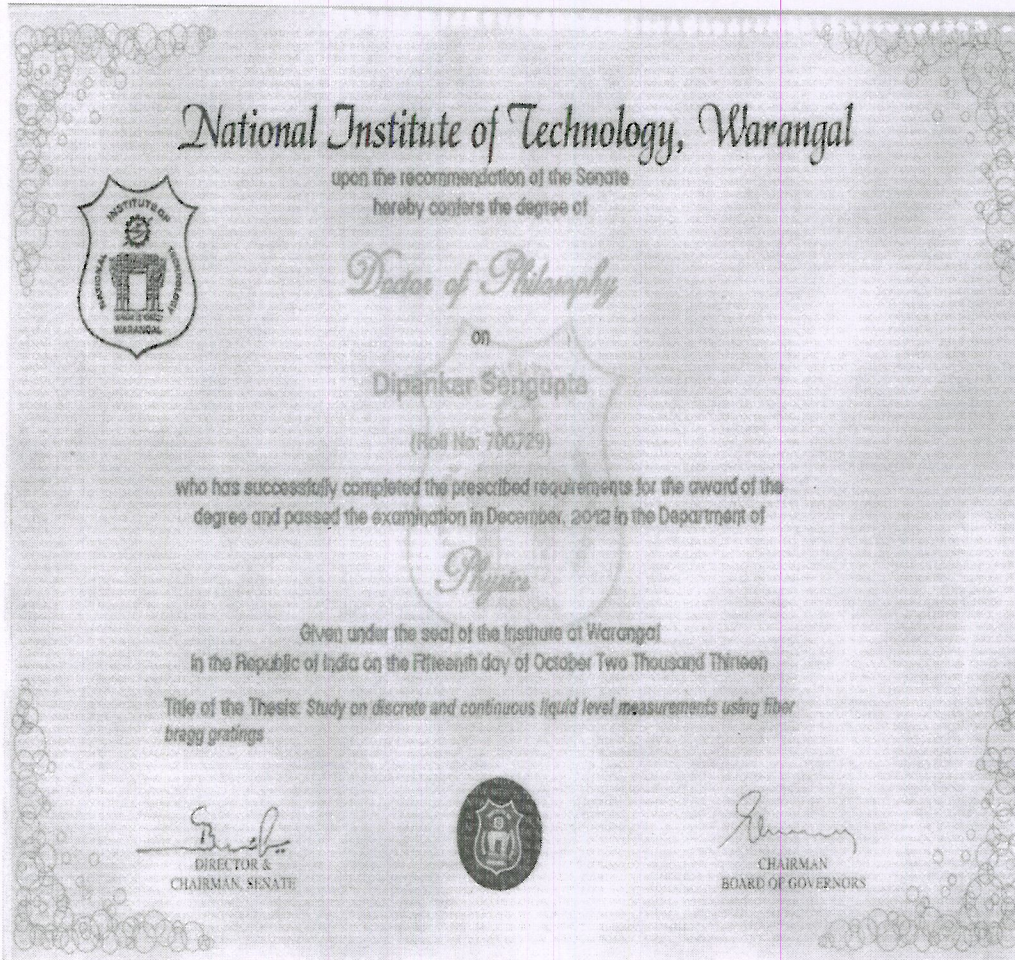 National Institute of Technology, Warangal
upon the recommendation of the Senate
hereby confers the degree of
INSTITUTE OF
NATIONAL
TECHNOLOGY
WARANGAL
Doctor of Philosophy
on
Dipankar Sengupta
(Roll No: 700729)
who has successfully completed the prescribed requirements for the award of the
degree and passed the examination in December, 2012 in the Department of
Physics
Given under the seal of the Institute at Warangal
in the Republic of India on the Fifteenth day of October Two Thousand Thirteen
Title of the Thesis: Study on discrete and continuous liquid level measurements using fiber
bragg gratings
DIRECTOR &
CHAIRMAN, SENATE
CHAIRMAN
BOARD OF GOVERNORS